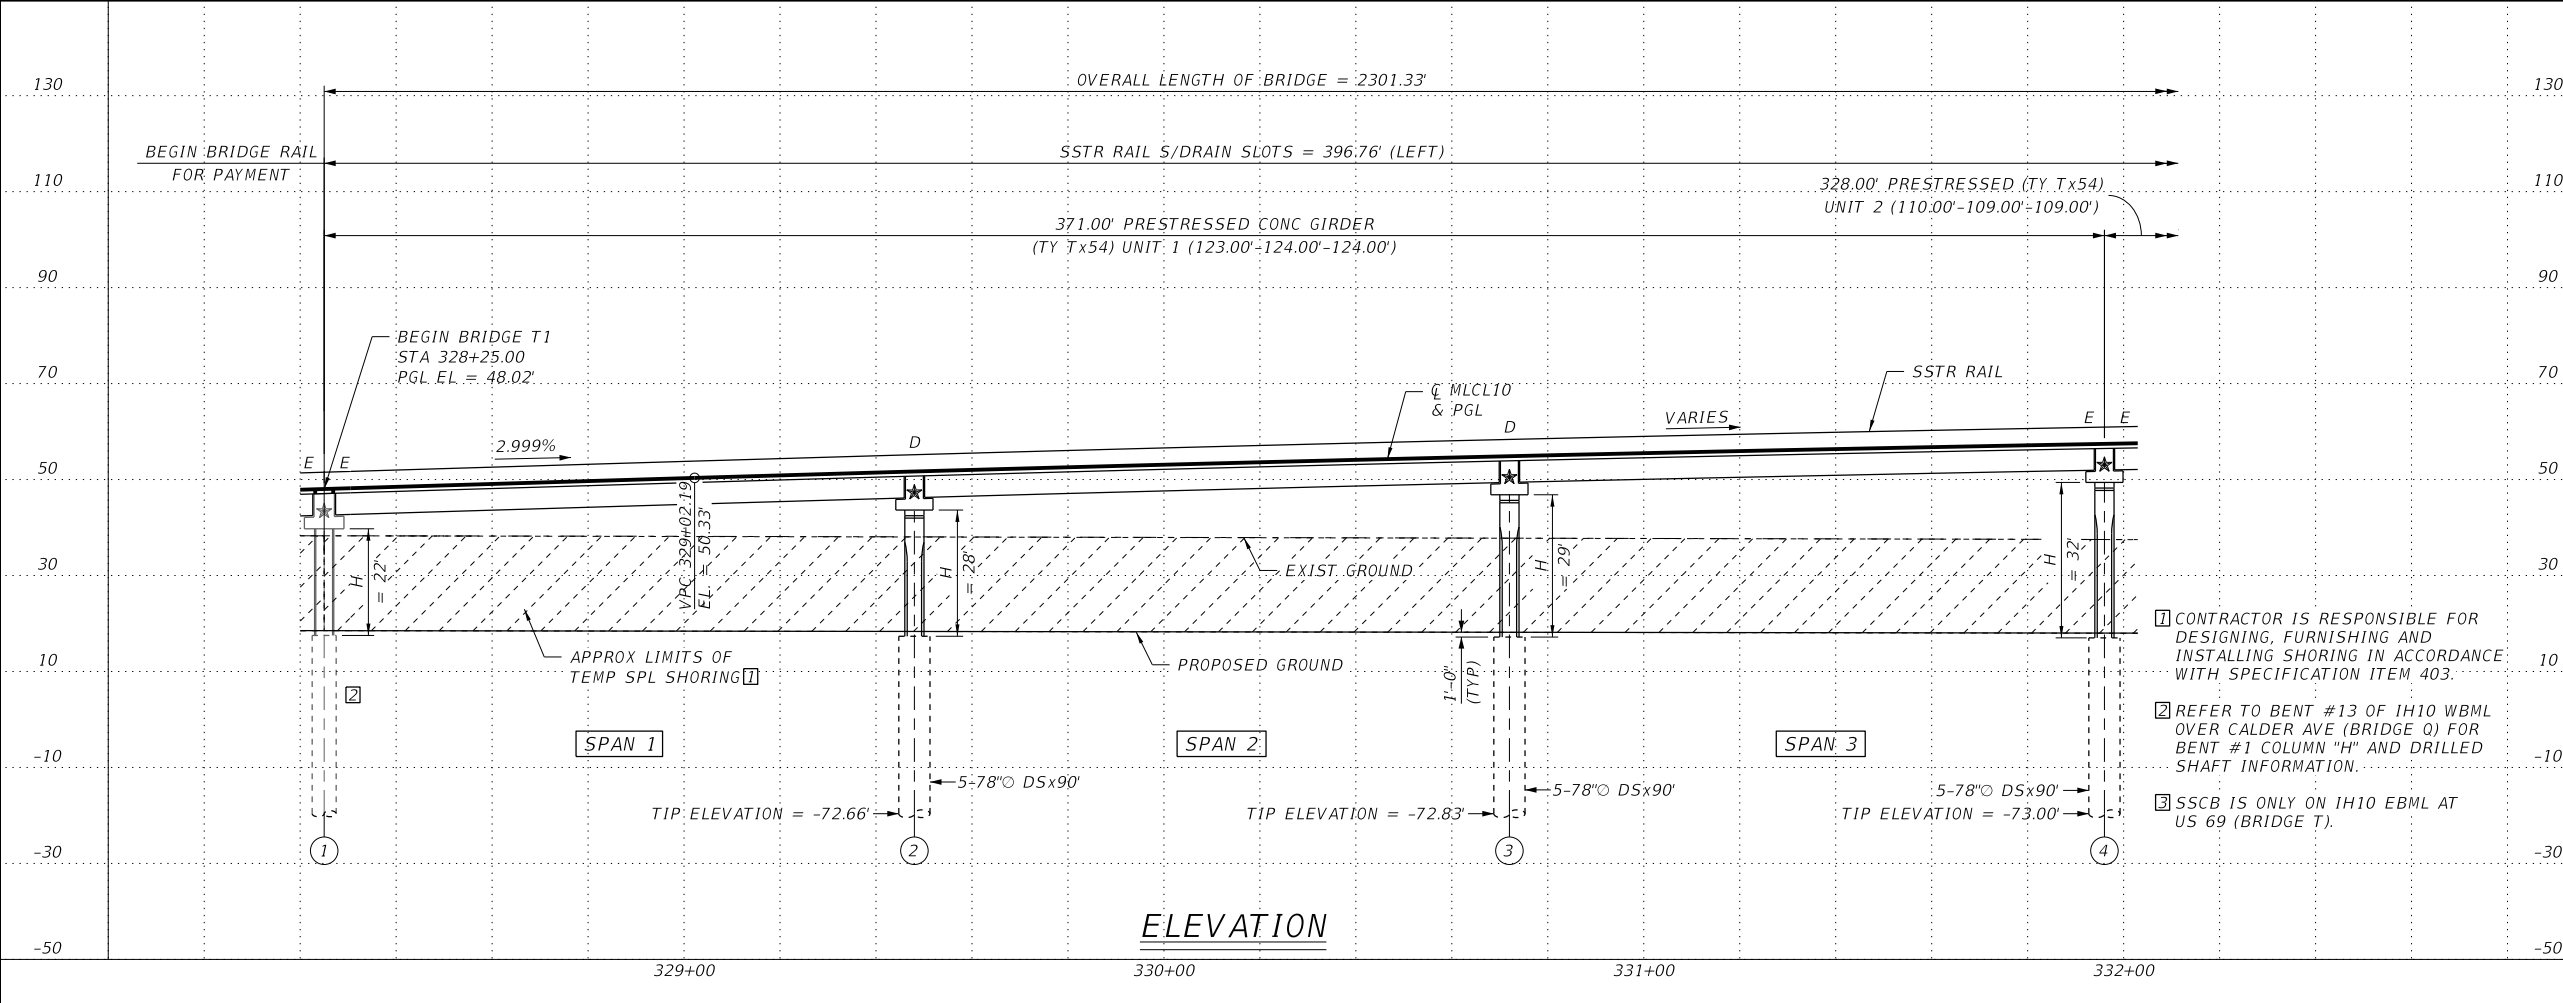 130
110
90
70
50
30
10
-10
-30
-50
OVERALL LENGTH OF BRIDGE = 2301.33'
BEGIN BRIDGE RAIL
FOR PAYMENT
SSTR RAIL S/DRAIN SLOTS = 396.76' (LEFT)
328.00' PRESTRESSED (TY Tx54)
UNIT 2 (110.00'-109.00'-109.00')
371.00' PRESTRESSED CONC GIRDER
(TY Tx54) UNIT 1 (123.00'-124.00'-124.00')
BEGIN BRIDGE T1
STA 328+25.00
PGL EL = 48.02'
℄ MLCL10
& PGL
SSTR RAIL
VARIES
2.999%
E
E
D
D
E
E
VPC 329+02.19
EL = 50.33'
H
= 22'
H
= 28'
H
= 29'
H
= 32'
EXIST GROUND
APPROX LIMITS OF
TEMP SPL SHORING 1
PROPOSED GROUND
1'-0"
(TYP)
2
SPAN 1
SPAN 2
SPAN 3
5-78"∅ DSx90'
TIP ELEVATION = -72.66'
5-78"∅ DSx90'
TIP ELEVATION = -72.83'
5-78"∅ DSx90'
TIP ELEVATION = -73.00'
1
2
3
4
1 CONTRACTOR IS RESPONSIBLE FOR
DESIGNING, FURNISHING AND
INSTALLING SHORING IN ACCORDANCE
WITH SPECIFICATION ITEM 403.
2 REFER TO BENT #13 OF IH10 WBML
OVER CALDER AVE (BRIDGE Q) FOR
BENT #1 COLUMN "H" AND DRILLED
SHAFT INFORMATION.
3 SSCB IS ONLY ON IH10 EBML AT
US 69 (BRIDGE T).
130
110
90
70
50
30
10
-10
-30
-50
ELEVATION
329+00
330+00
331+00
332+00